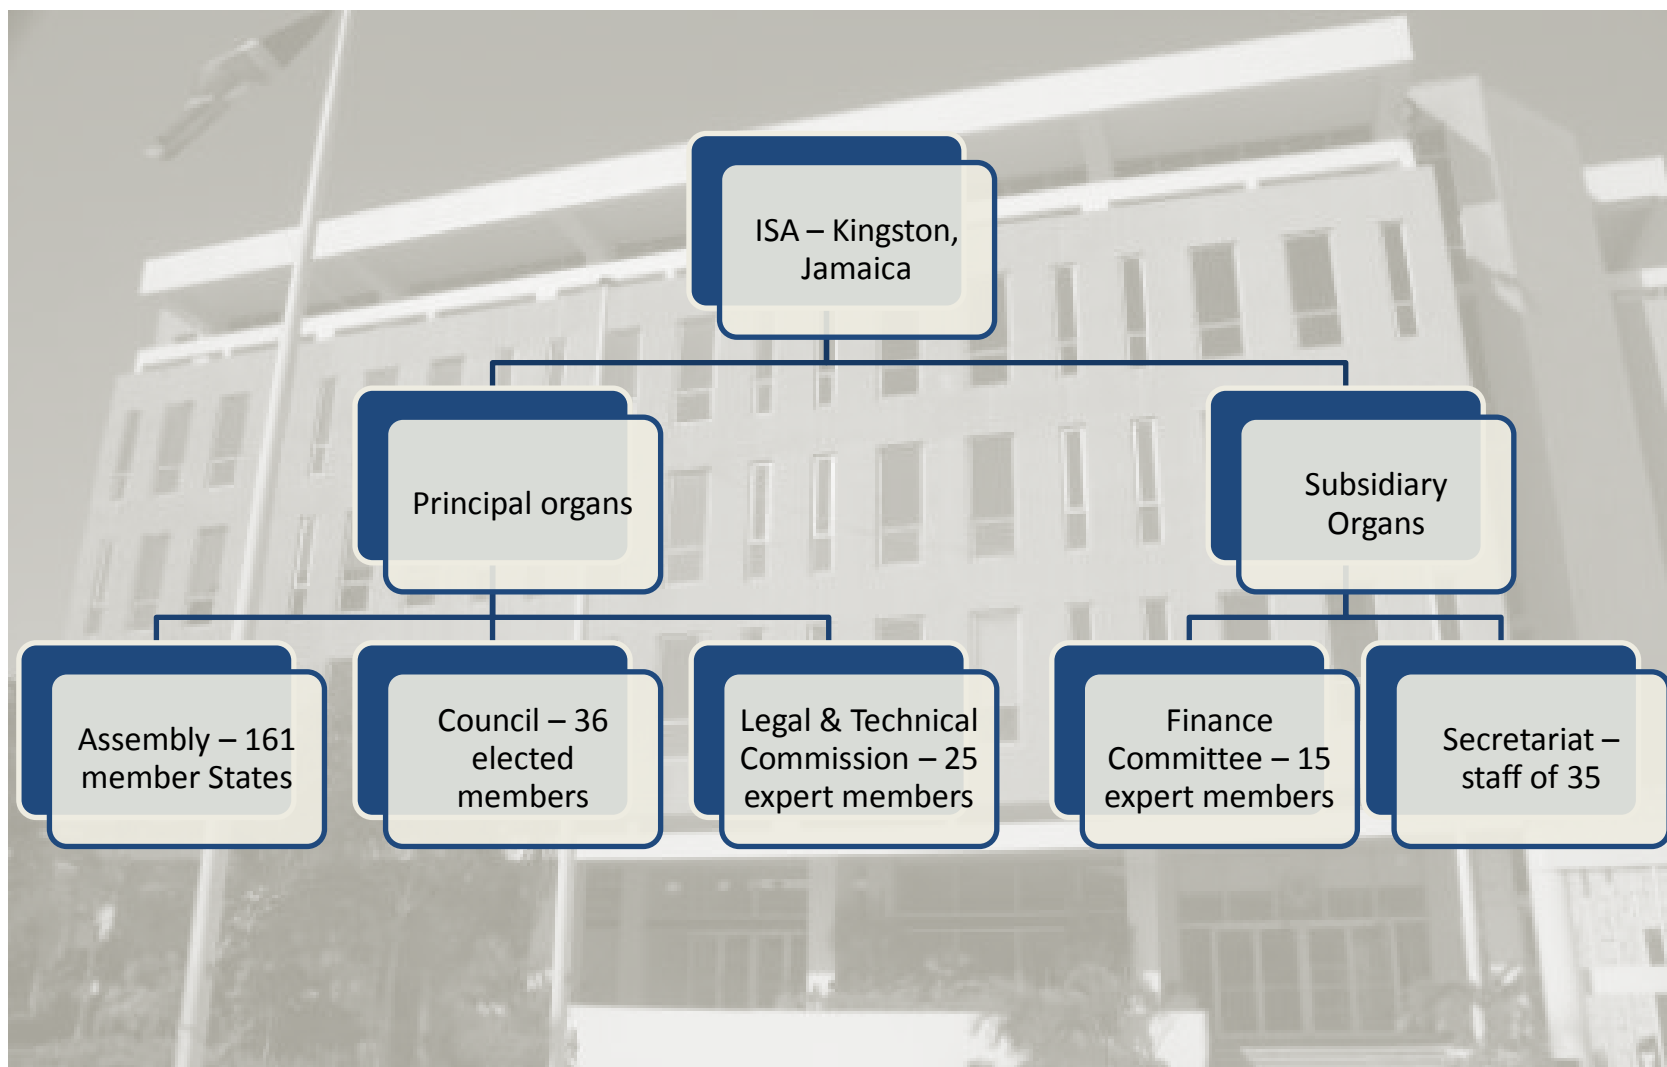 ISA – Kingston,
Jamaica
Principal organs
Subsidiary
Organs
Assembly – 161
member States
Council – 36
elected
members
Legal & Technical
Commission – 25
expert members
Finance
Committee – 15
expert members
Secretariat –
staff of 35